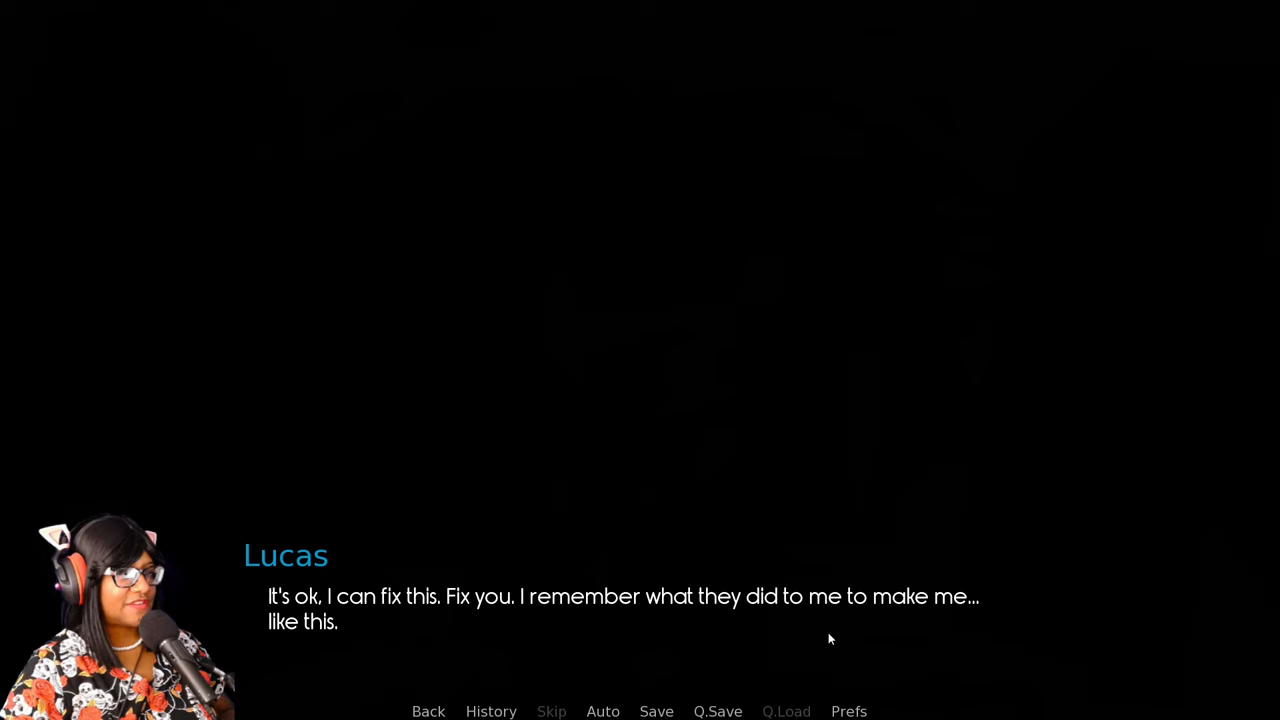 Lucas
It's ok, I can fix this. Fix you. I remember what they did to me to make me...
like this.
Back History Skip Auto Save Q.Save Q.Load Prefs